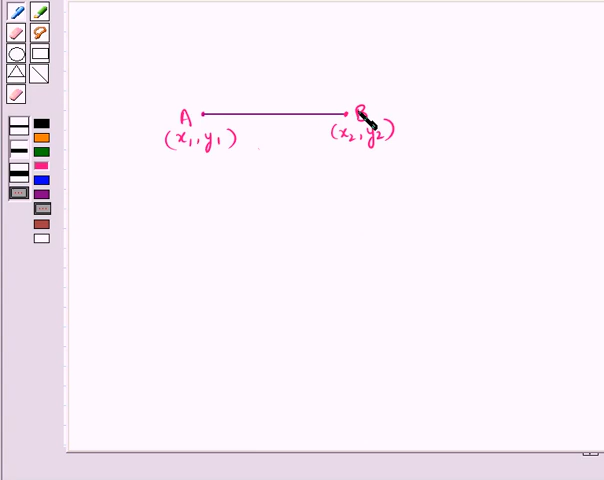 A B
(x₁, y₁) (x₂, y₂)